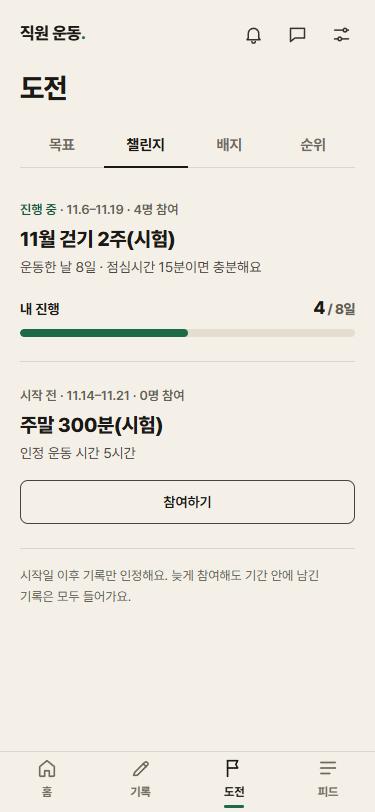 직원 운동.
도전
목표 챌린지 배지 순위
진행 중 · 11.6–11.19 · 4명 참여
11월 걷기 2주(시험)
운동한 날 8일 · 점심시간 15분이면 충분해요
내 진행 4 / 8일
시작 전 · 11.14–11.21 · 0명 참여
주말 300분(시험)
인정 운동 시간 5시간
참여하기
시작일 이후 기록만 인정해요. 늦게 참여해도 기간 안에 남긴
기록은 모두 들어가요.
홈 기록 도전 피드